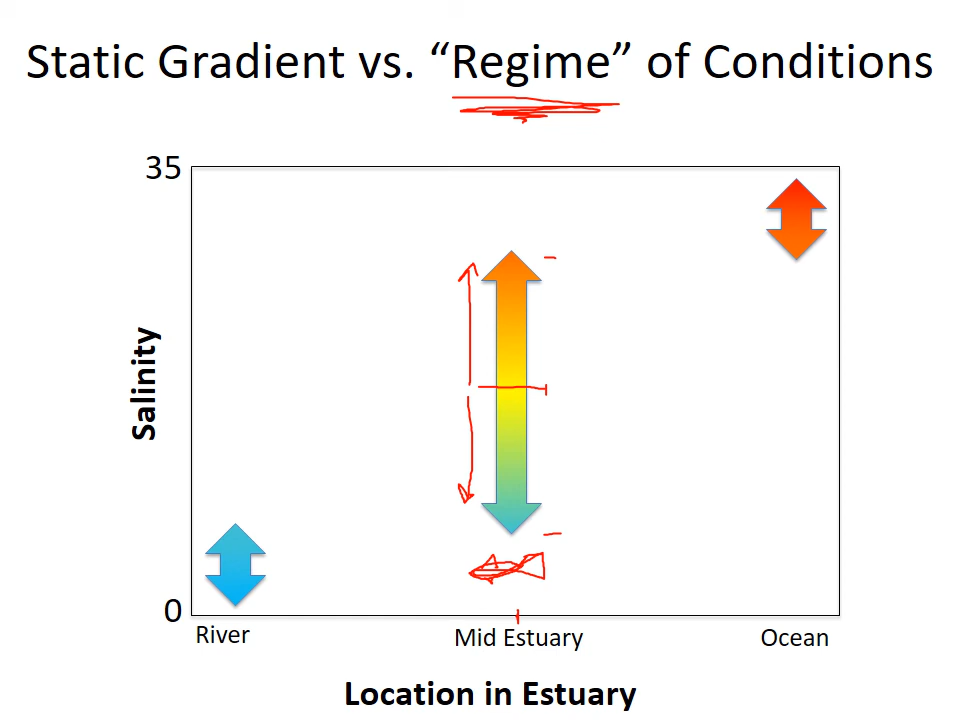 Static Gradient vs. “Regime” of Conditions
35
Salinity
0
River
Mid Estuary
Ocean
Location in Estuary